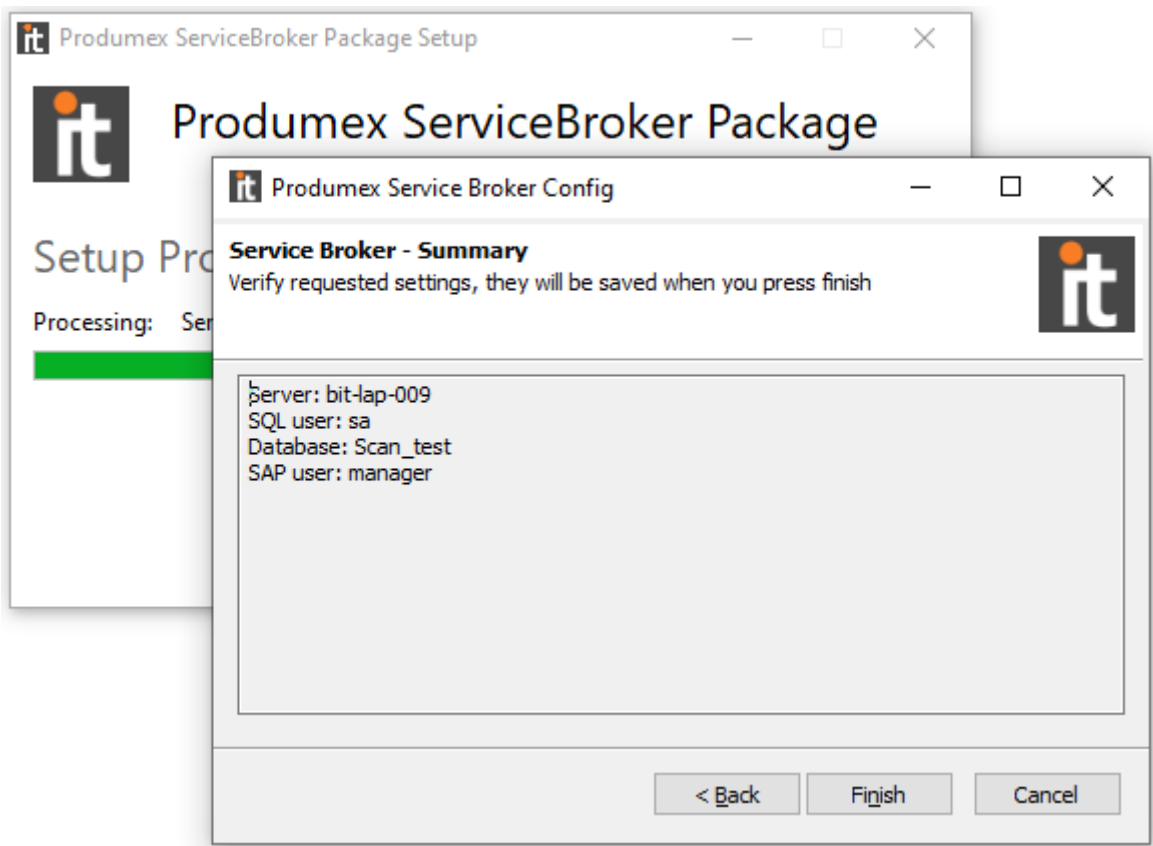 it Produmex ServiceBroker Package Setup
it Produmex ServiceBroker Package
Setup
Processing:
it Produmex Service Broker Config
Service Broker - Summary
Verify requested settings, they will be saved when you press finish
it
Server: bit-lap-009
SQL user: sa
Database: Scan_test
SAP user: manager
< Back Finish Cancel